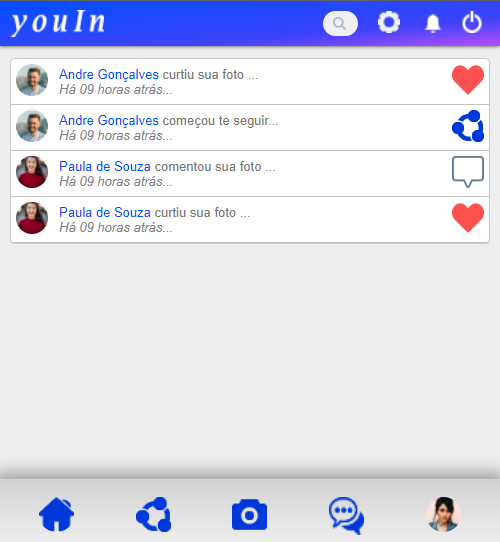 youIn
Andre Gonçalves curtiu sua foto ...
Há 09 horas atrás...
Andre Gonçalves começou te seguir...
Há 09 horas atrás...
Paula de Souza comentou sua foto ...
Há 09 horas atrás...
Paula de Souza curtiu sua foto ...
Há 09 horas atrás...